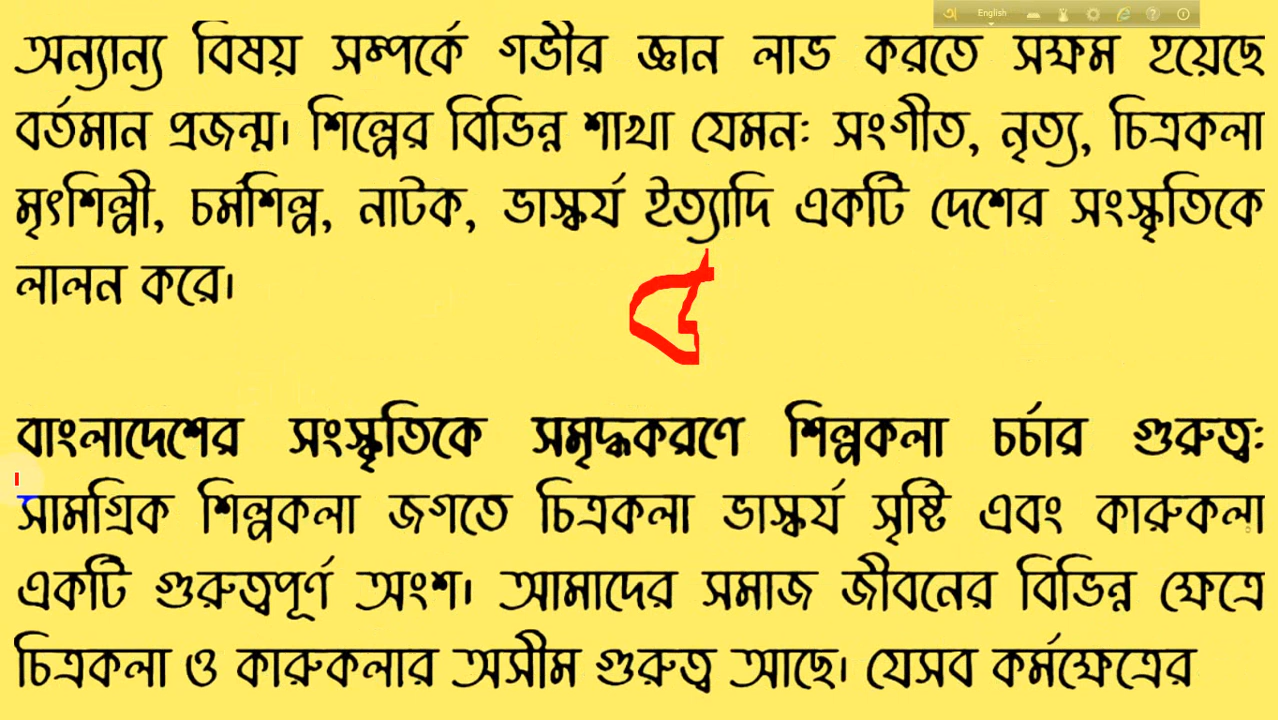 English
অন্যান্য বিষয় সম্পর্কে গভীর জ্ঞান লাভ করতে সক্ষম হয়েছে
বর্তমান প্রজন্ম। শিল্পের বিভিন্ন শাখা যেমনঃ সংগীত, নৃত্য, চিত্রকলা
মৃৎশিল্পী, চর্মশিল্প, নাটক, ভাস্কর্য ইত্যাদি একটি দেশের সংস্কৃতিকে
লালন করে।
বাংলাদেশের সংস্কৃতিকে সমৃদ্ধকরণে শিল্পকলা চর্চার গুরুত্বঃ
সামগ্রিক শিল্পকলা জগতে চিত্রকলা ভাস্কর্য সৃষ্টি এবং কারুকলা
একটি গুরুত্বপূর্ণ অংশ। আমাদের সমাজ জীবনের বিভিন্ন ক্ষেত্রে
চিত্রকলা ও কারুকলার অসীম গুরুত্ব আছে। যেসব কর্মক্ষেত্রের